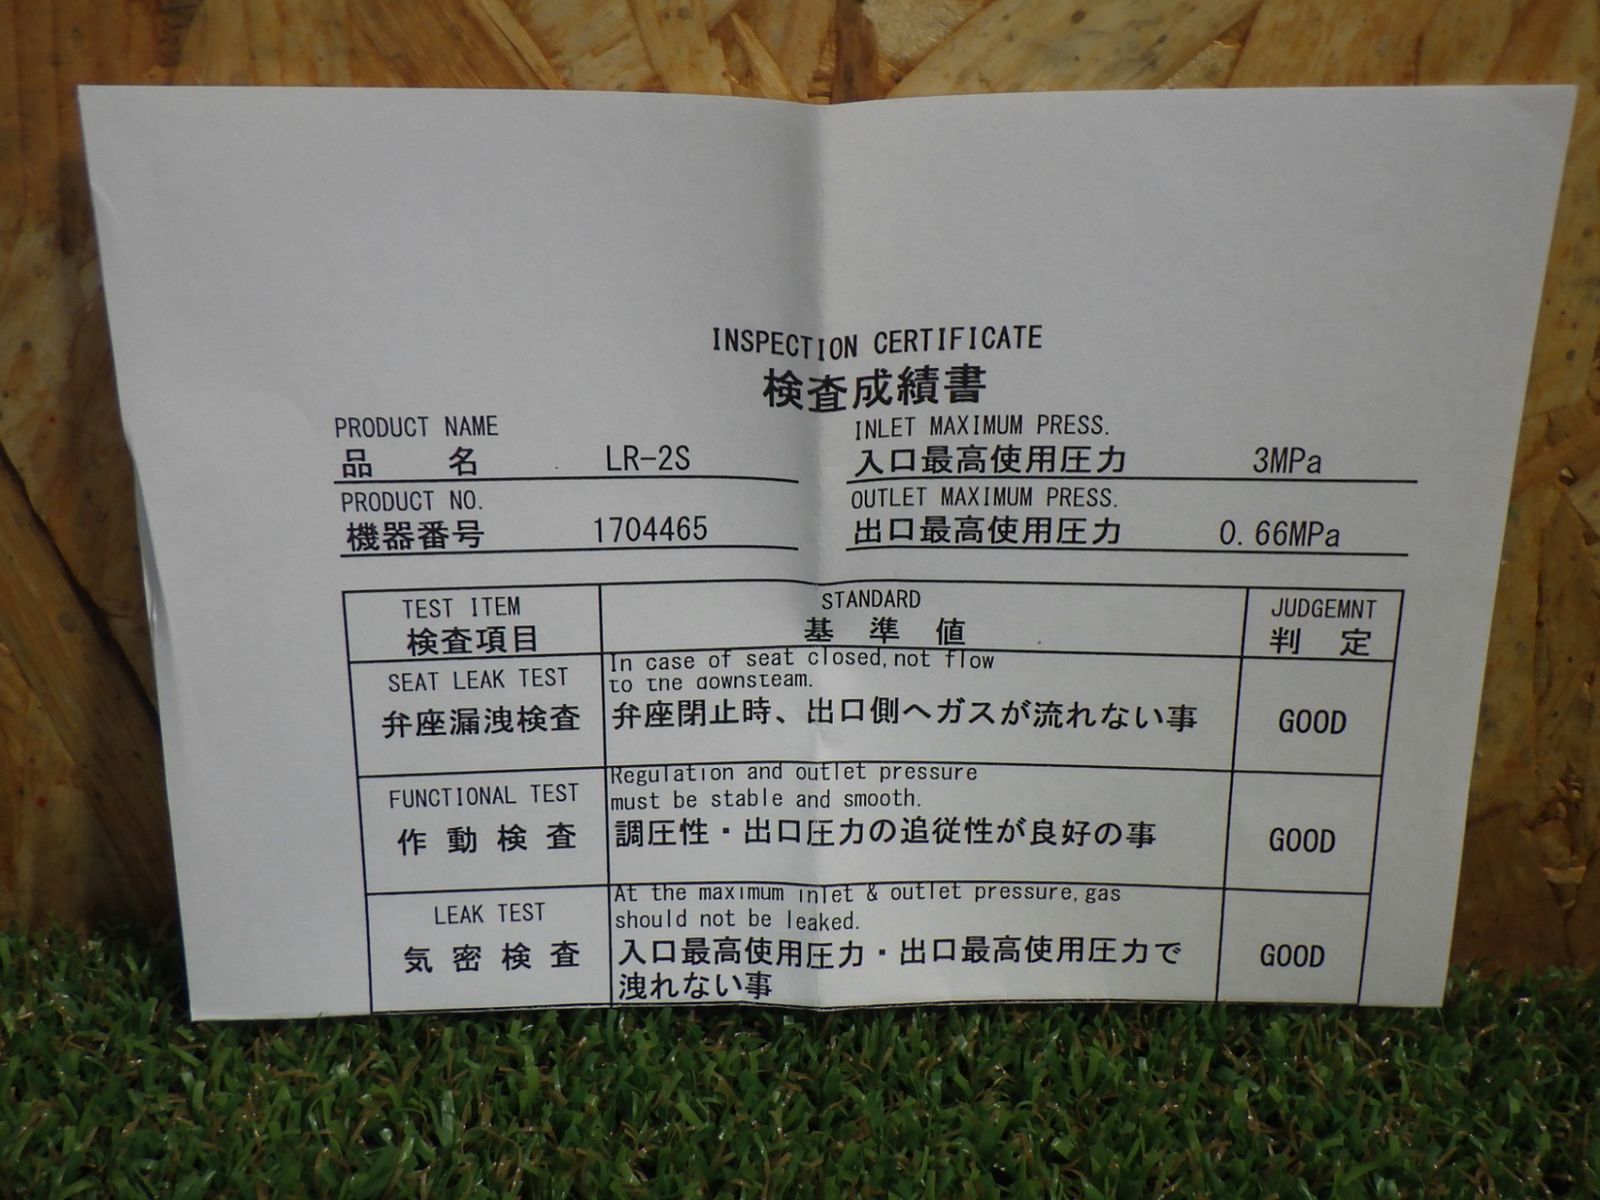 INSPECTION CERTIFICATE
検査成績書
PRODUCT NAME
品 名 LR-2S
INLET MAXIMUM PRESS.
入口最高使用圧力 3MPa
PRODUCT NO.
機器番号 1704465
OUTLET MAXIMUM PRESS.
出口最高使用圧力 0.66MPa
TEST ITEM
検査項目
STANDARD
基 準 値
JUDGEMNT
判 定
SEAT LEAK TEST
弁座漏洩検査
In case of seat closed,not flow
to the downsteam.
弁座閉止時、出口側へガスが流れない事
GOOD
FUNCTIONAL TEST
作 動 検 査
Regulation and outlet pressure
must be stable and smooth.
調圧性・出口圧力の追従性が良好の事
GOOD
LEAK TEST
気 密 検 査
At the maximum inlet & outlet pressure,gas
should not be leaked.
入口最高使用圧力・出口最高使用圧力で
洩れない事
GOOD